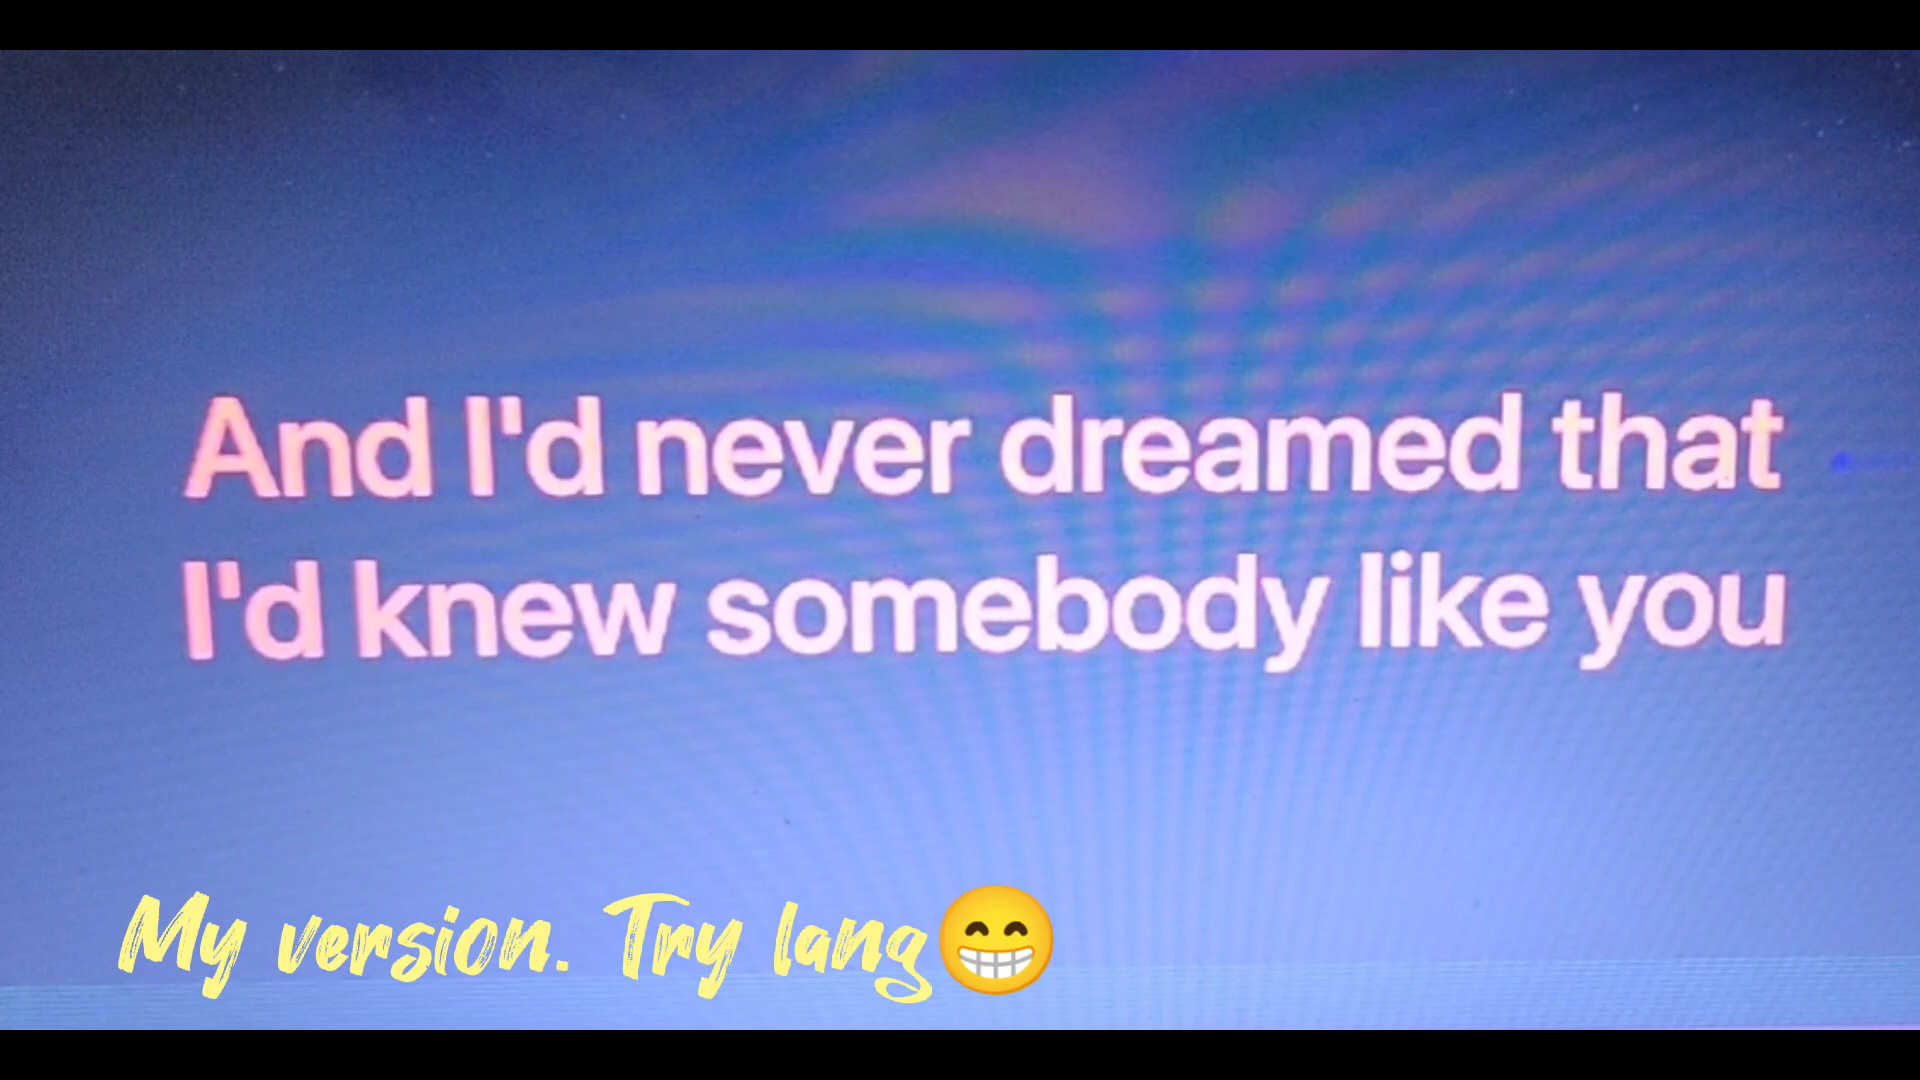 And I'd never dreamed that
I'd knew somebody like you
My version. Try lang😁